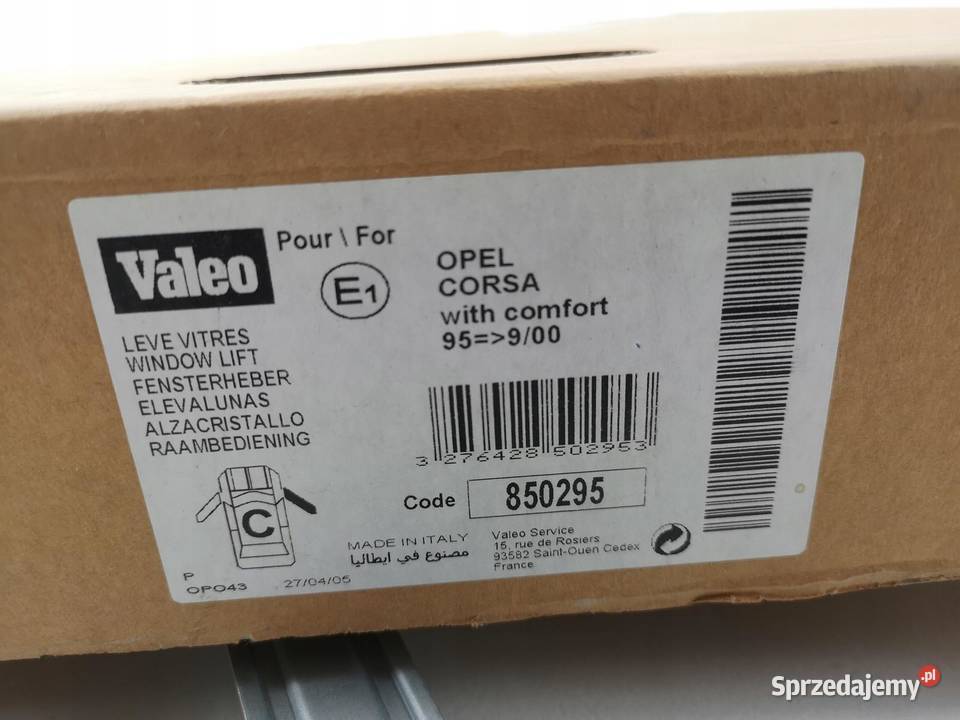 Valeo
Pour \ For
E1
OPEL
CORSA
with comfort
95=>9/00
LEVE VITRES
WINDOW LIFT
FENSTERHEBER
ELEVALUNAS
ALZACRISTALLO
RAAMBEDIENING
3 276428 502953
Code 850295
C
MADE IN ITALY
مصنوع في ايطاليا
Valeo Service
15, rue de Rosiers
93582 Saint-Ouen Cedex
France
P
OP043
27/04/05
Sprzedajemy.pl